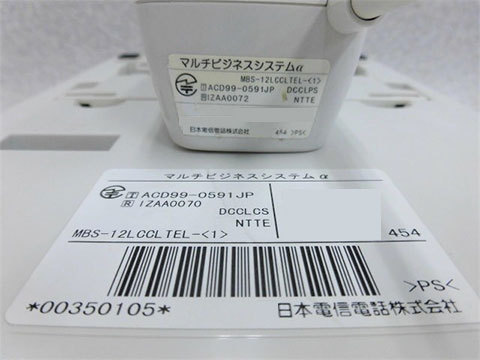 マルチビジネスシステムα
MBS-12LCCLTEL-<1>
T ACD99-0591JP DCCLPS
R IZAA0072 NTTE
日本電信電話株式会社 454 >PS<
マルチビジネスシステムα
T ACD99-0591JP
R IZAA0070
DCCLCS
NTTE
MBS-12LCCLTEL-<1> 454
*00350105*
>PS<
日本電信電話株式会社